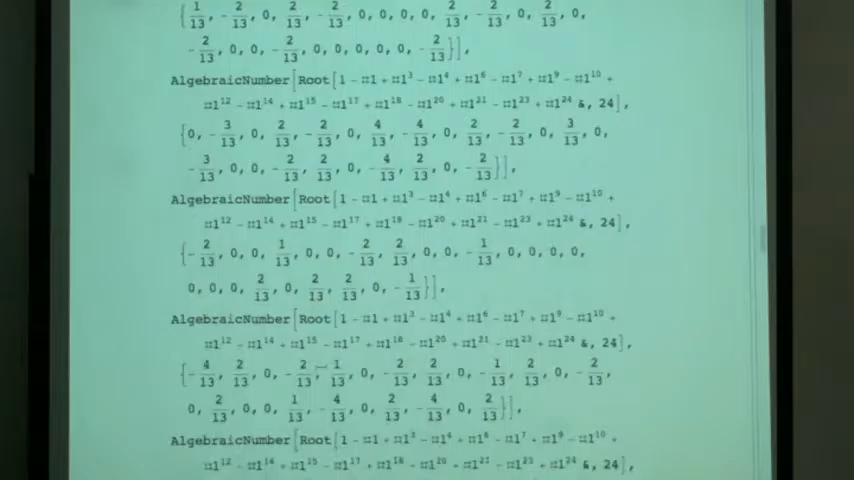 {1/13, -2/13, 0, 2/13, -2/13, 0, 0, 0, 0, 2/13, -2/13, 0, 2/13, 0,
-2/13, 0, 0, -2/13, 0, 0, 0, 0, 0, -2/13}],
AlgebraicNumber[Root[1 - #1 + #1^3 - #1^4 + #1^6 - #1^7 + #1^9 - #1^10 +
#1^12 - #1^14 + #1^15 - #1^17 + #1^18 - #1^20 + #1^21 - #1^23 + #1^24 &, 24],
{0, -3/13, 0, 2/13, -2/13, 0, 4/13, -4/13, 0, 2/13, -2/13, 0, 3/13, 0,
-3/13, 0, 0, -2/13, 2/13, 0, -4/13, 2/13, 0, -2/13}],
AlgebraicNumber[Root[1 - #1 + #1^3 - #1^4 + #1^6 - #1^7 + #1^9 - #1^10 +
#1^12 - #1^14 + #1^15 - #1^17 + #1^18 - #1^20 + #1^21 - #1^23 + #1^24 &, 24],
{-2/13, 0, 0, 1/13, 0, 0, -2/13, 2/13, 0, 0, -1/13, 0, 0, 0, 0,
0, 0, 0, 2/13, 0, 2/13, 2/13, 0, -1/13}],
AlgebraicNumber[Root[1 - #1 + #1^3 - #1^4 + #1^6 - #1^7 + #1^9 - #1^10 +
#1^12 - #1^14 + #1^15 - #1^17 + #1^18 - #1^20 + #1^21 - #1^23 + #1^24 &, 24],
{-4/13, 2/13, 0, -2/13, 1/13, 0, -2/13, 2/13, 0, -1/13, 2/13, 0, -2/13,
0, 2/13, 0, 0, 1/13, -4/13, 0, 2/13, -4/13, 0, 2/13}],
AlgebraicNumber[Root[1 - #1 + #1^3 - #1^4 + #1^6 - #1^7 + #1^9 - #1^10 +
#1^12 - #1^14 + #1^15 - #1^17 + #1^18 - #1^20 + #1^21 - #1^23 + #1^24 &, 24],